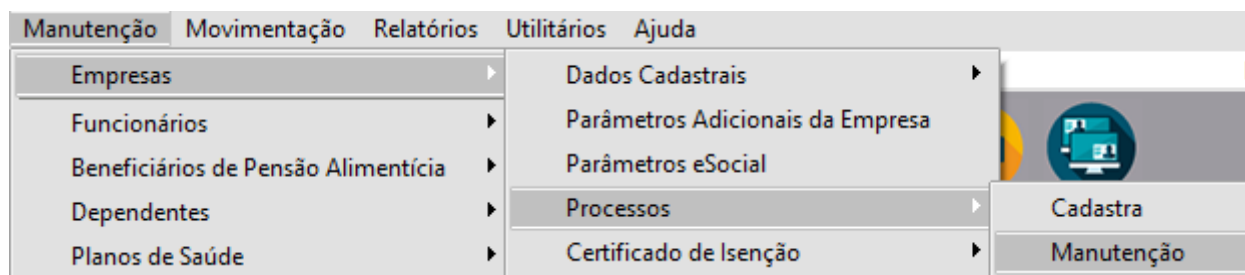 Manutenção Movimentação Relatórios Utilitários Ajuda
Empresas
Funcionários
Beneficiários de Pensão Alimentícia
Dependentes
Planos de Saúde
Dados Cadastrais
Parâmetros Adicionais da Empresa
Parâmetros eSocial
Processos
Certificado de Isenção
Cadastra
Manutenção